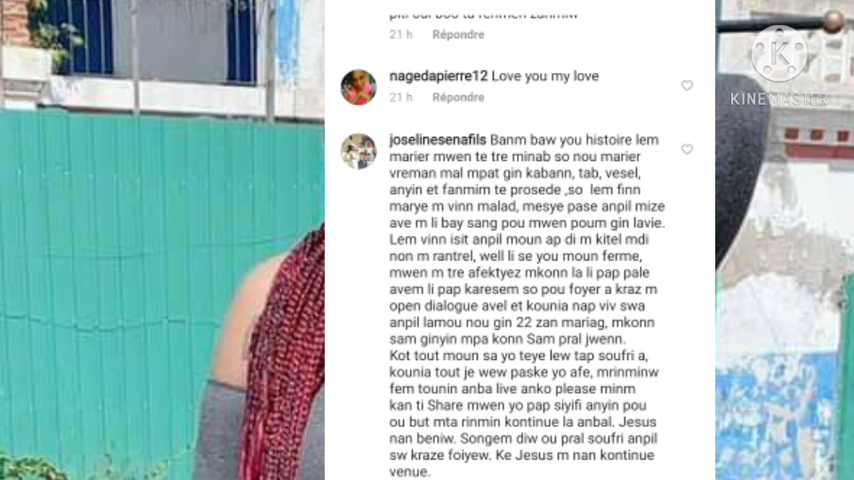 21 h Répondre
nagedapierre12 Love you my love
21 h Répondre
joselinesenafils Banm baw you histoire lem
marier mwen te tre minab so nou marier
vreman mal mpat gin kabann, tab, vesel,
anyin et fanmim te prosede ,so lem finn
marye m vinn malad, mesye pase anpil mize
ave m li bay sang pou mwen poum gin lavie.
Lem vinn isit anpil moun ap di m kitel mdi
non m rantrel, well li se you moun ferme,
mwen m tre afektyez mkonn la li pap pale
avem li pap karesem so pou foyer a kraz m
open dialogue avel et kounia nap viv swa
anpil lamou nou gin 22 zan mariag, mkonn
sam ginyin mpa konn Sam pral jwenn.
Kot tout moun sa yo teye lew tap soufri a,
kounia tout je wew paske yo afe, mrinminw
fem tounin anba live anko please minm
kan ti Share mwen yo pap siyifi anyin pou
ou but mta rinmin kontinue la anbal. Jesus
nan beniw. Songem diw ou pral soufri anpil
sw kraze foiyew. Ke Jesus m nan kontinue
venue.
KINEMASTER